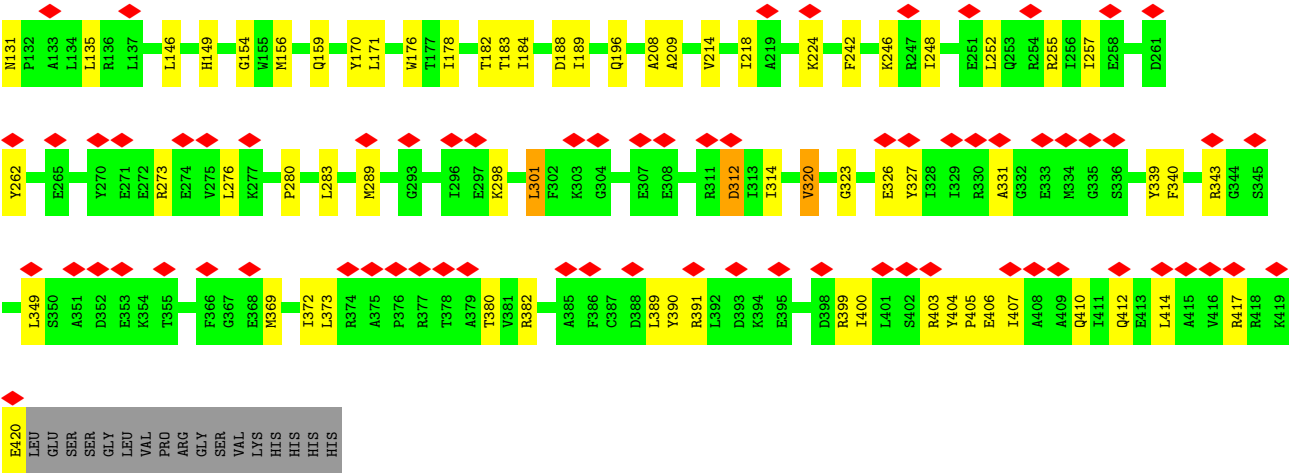 N131 P132 A133 L134 L135 R136 L137 L146 H149 G154 W155 M156 Q159 Y170 L171 W176 T177 I178 T182 T183 I184 D188 I189 Q196 A208 A209 V214 I218 A219 K224 F242 K246 R247 I248 E251 L252 Q253 R254 R255 I256 I257 E258 D261
Y262 E265 Y270 E271 E272 R273 E274 V275 L276 K277 P280 L283 M289 G293 I296 E297 K298 L301 F302 K303 G304 E307 E308 R311 D312 I313 I314 V320 G323 E326 Y327 I328 I329 R330 A331 G332 E333 M334 G335 S336 Y339 F340 R343 G344 S345
L349 S350 A351 D352 E353 K354 T355 F366 G367 E368 M369 I372 L373 R374 A375 P376 R377 T378 A379 T380 V381 R382 A385 F386 C387 D388 L389 Y390 R391 L392 D393 K394 E395 D398 R399 I400 L401 S402 R403 Y404 P405 E406 I407 A408 A409 Q410 I411 Q412 E413 L414 A415 V416 R417 R418 K419
E420 LEU GLU SER SER GLY LEU VAL PRO ARG GLY SER VAL LYS HIS HIS HIS HIS